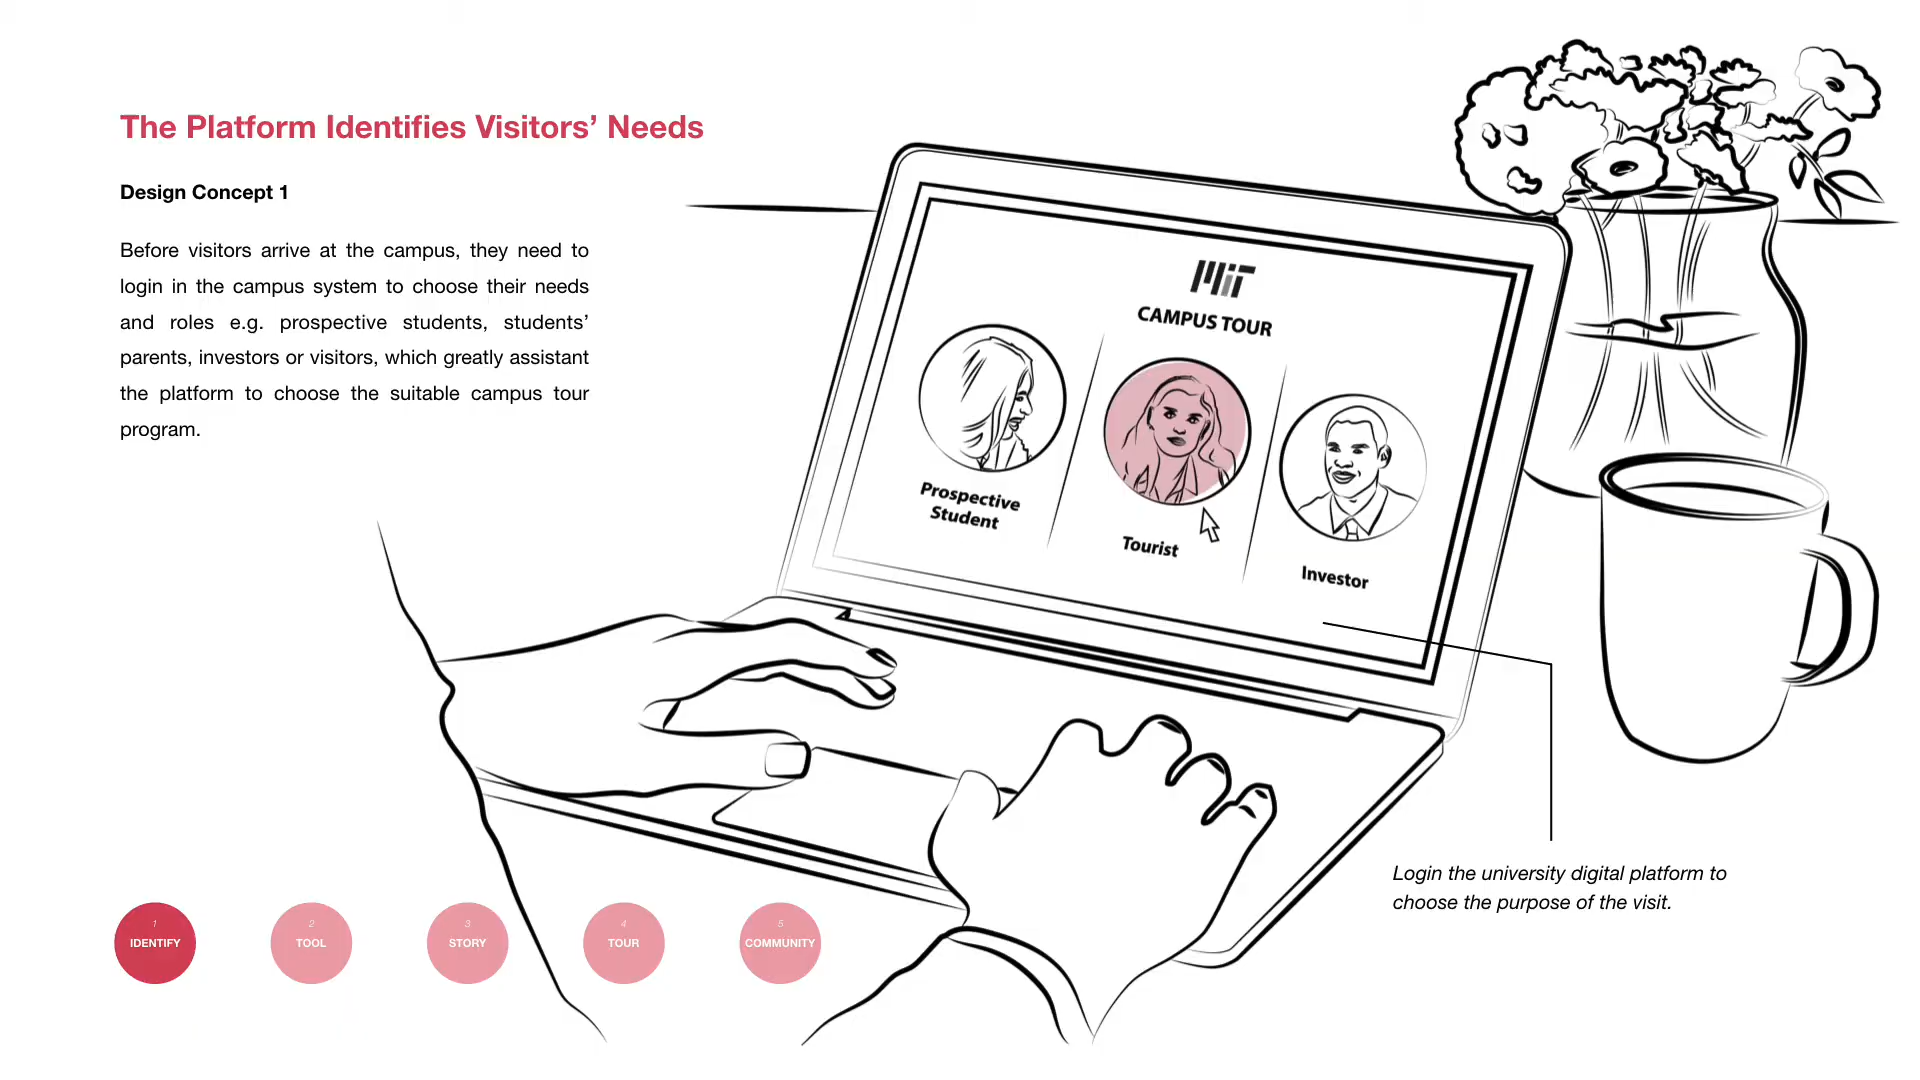 The Platform Identifies Visitors’ Needs
Design Concept 1
Before visitors arrive at the campus, they need to
login in the campus system to choose their needs
and roles e.g. prospective students, students’
parents, investors or visitors, which greatly assistant
the platform to choose the suitable campus tour
program.
MiT
CAMPUS TOUR
Prospective
Student
Tourist
Investor
Login the university digital platform to
choose the purpose of the visit.
1
IDENTIFY
2
TOOL
3
STORY
4
TOUR
5
COMMUNITY